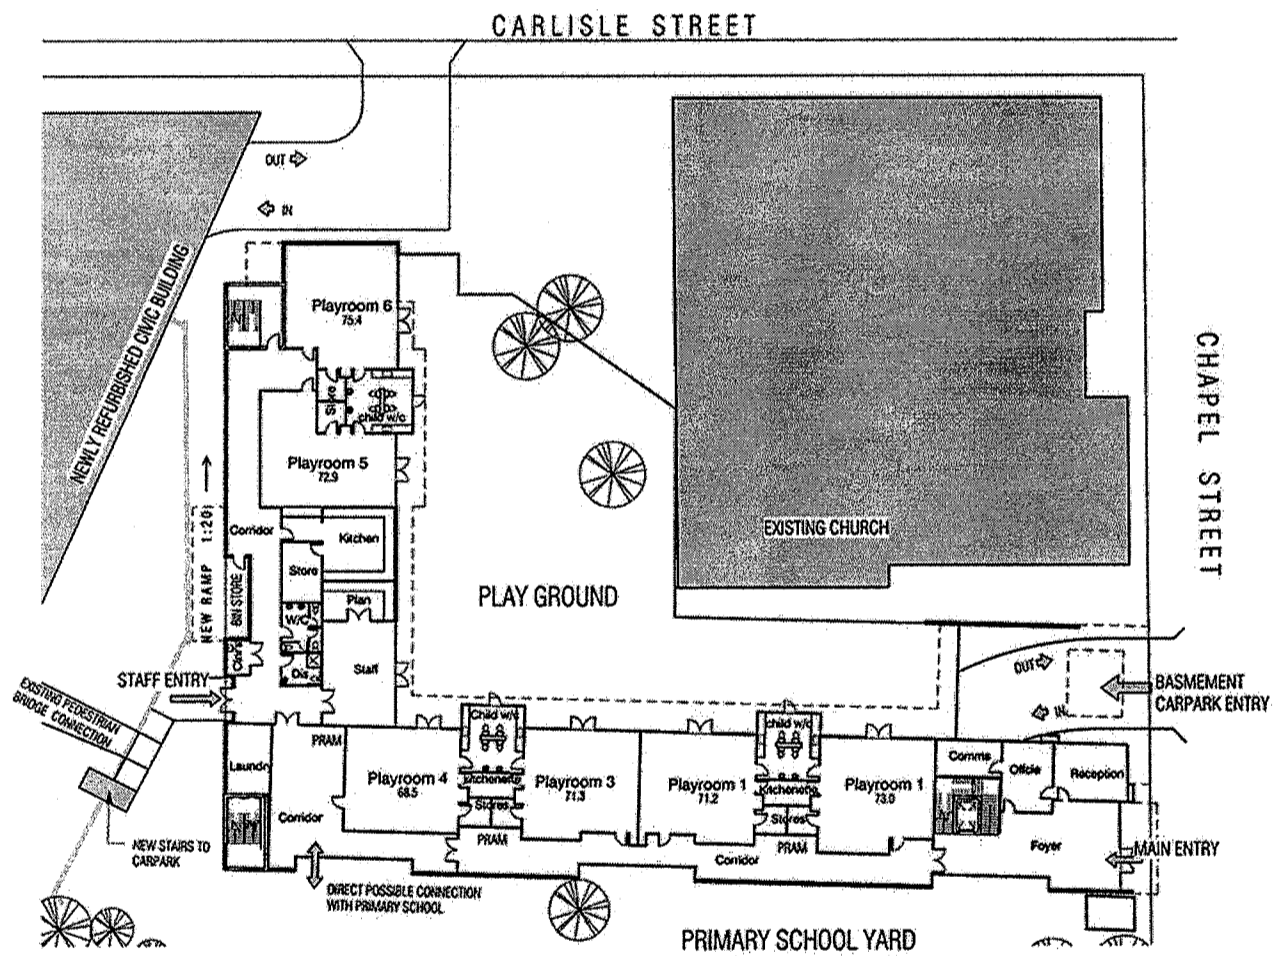 CARLISLE STREET
OUT
IN
NEWLY REFURBISHED CIVIC BUILDING
Playroom 6
75.4
Store
child w/c
Playroom 5
72.9
CHAPEL STREET
EXISTING CHURCH
Corridor
Kitchen
NEW RAMP 1:20
Store
BIN STORE
Plan
PLAY GROUND
W/C
Staff
Dis
STAFF ENTRY
EXISTING PEDESTRIAN
BRIDGE CONNECTION
OUT
IN
BASMEMENT
CARPARK ENTRY
PRAM
Child w/c
child w/c
Laundry
Playroom 4
68.5
Kitchenette
Playroom 3
71.3
Playroom 1
71.2
Kitchenette
Playroom 1
73.0
Comms
Office
Reception
Stores
Stores
Corridor
NEW STAIRS TO
CARPARK
PRAM
PRAM
Corridor
Foyer
MAIN ENTRY
DIRECT POSSIBLE CONNECTION
WITH PRIMARY SCHOOL
PRIMARY SCHOOL YARD